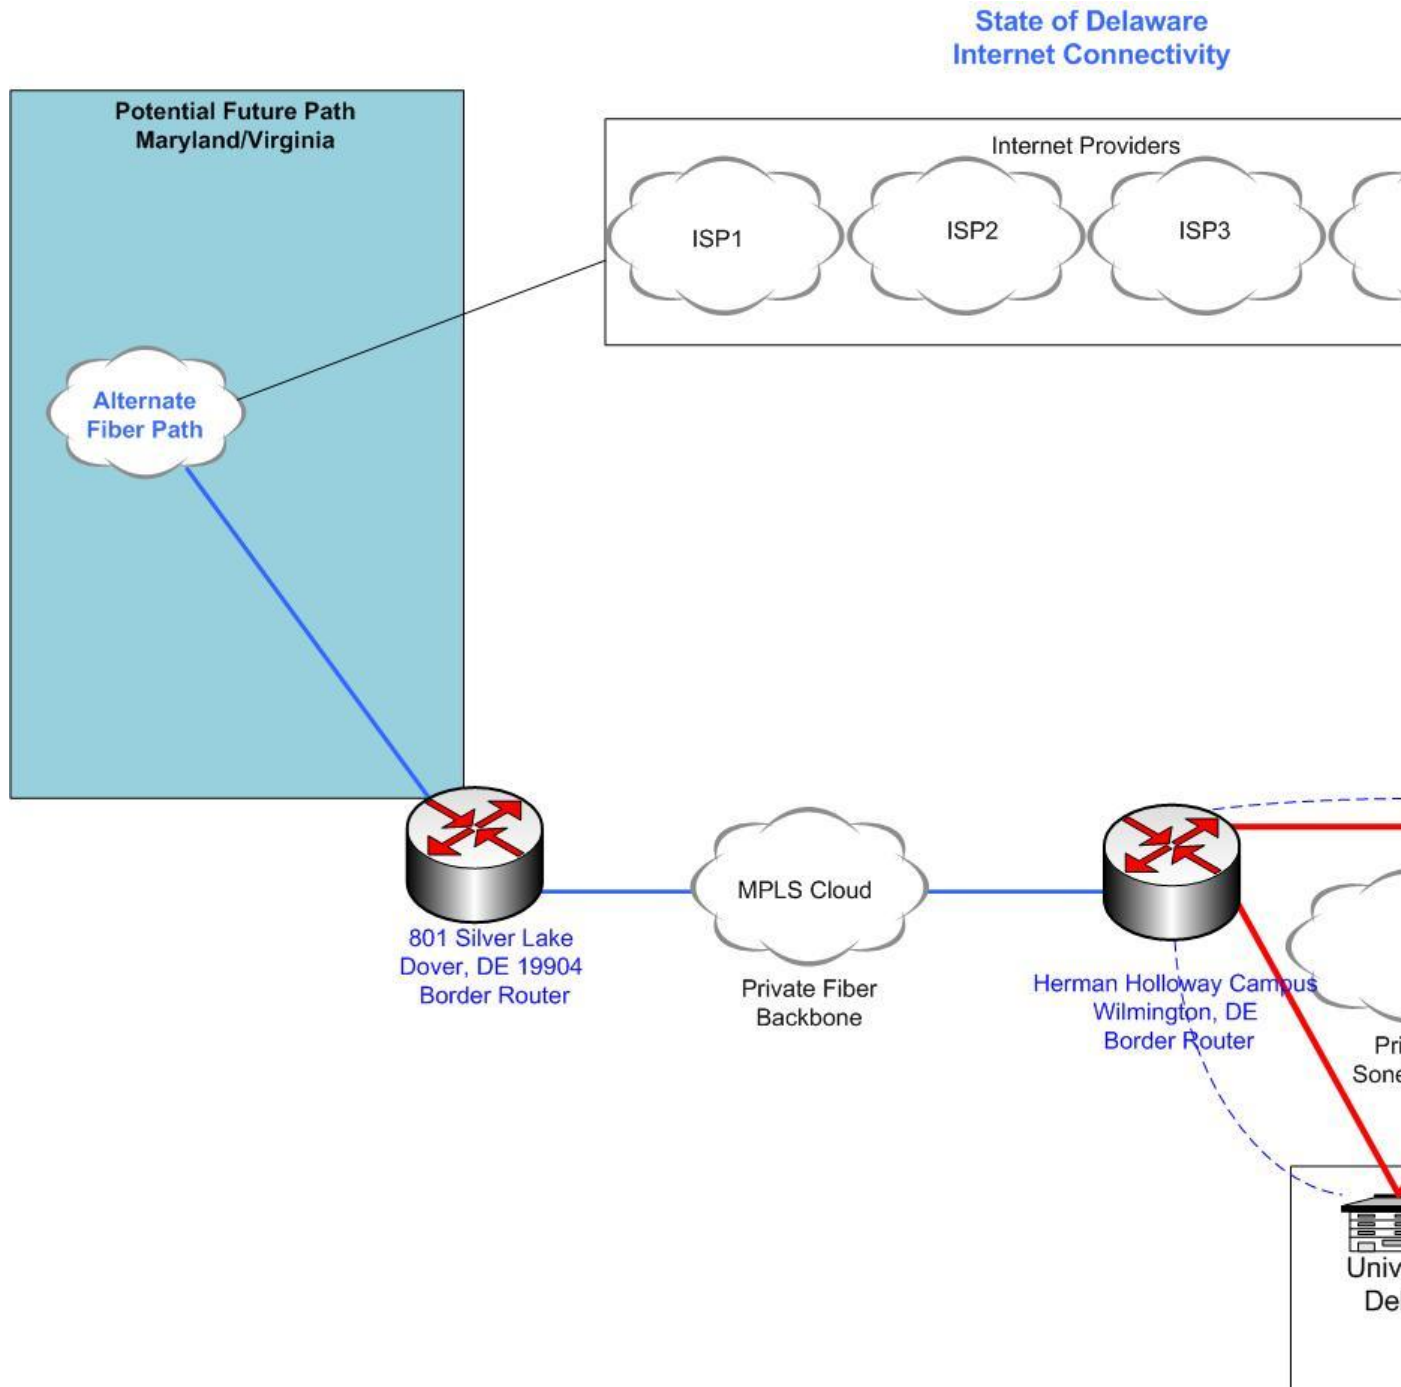 State of Delaware
Internet Connectivity
Potential Future Path
Maryland/Virginia
Internet Providers
ISP1
ISP2
ISP3
Alternate
Fiber Path
MPLS Cloud
801 Silver Lake
Dover, DE 19904
Border Router
Private Fiber
Backbone
Herman Holloway Campus
Wilmington, DE
Border Router